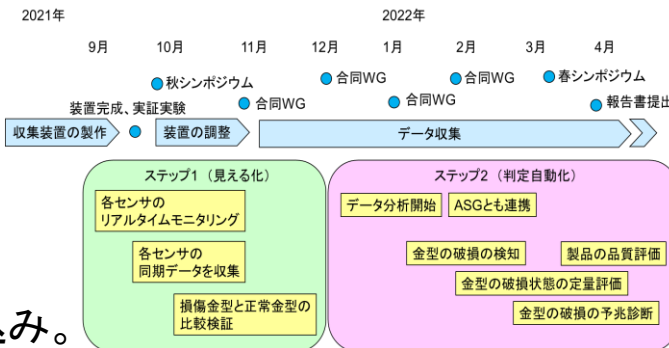 2021年
2022年
9月
10月
11月
12月
1月
2月
3月
4月
秋シンポジウム
合同WG
合同WG
春シンポジウム
装置完成、実証実験
合同WG
合同WG
報告書提出
収集装置の製作
装置の調整
データ収集
ステップ1 （見える化）
各センサの
リアルタイムモニタリング
各センサの
同期データを収集
損傷金型と正常金型の
比較検証
ステップ2 （判定自動化）
データ分析開始
ASGとも連携
金型の破損の検知
製品の品質評価
金型の破損状態の定量評価
金型の破損の予兆診断
み。